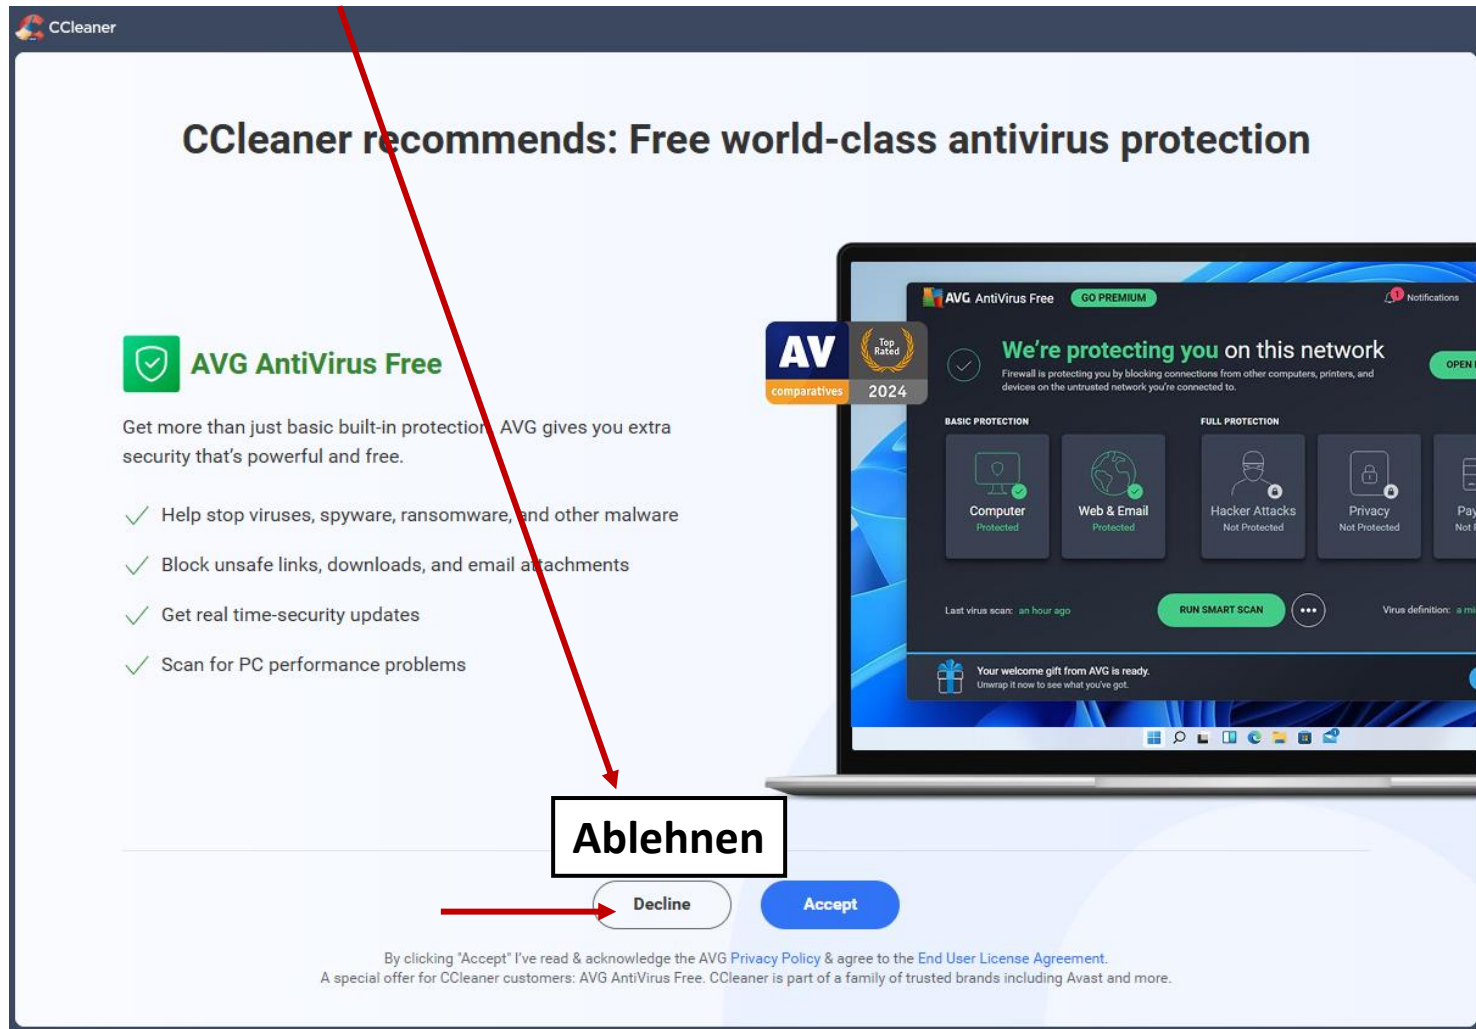 CCleaner
CCleaner recommends: Free world-class antivirus protection
AVG AntiVirus Free
Get more than just basic built-in protection. AVG gives you extra
security that's powerful and free.
Help stop viruses, spyware, ransomware, and other malware
Block unsafe links, downloads, and email attachments
Get real time-security updates
Scan for PC performance problems
AV
comparatives
Top
Rated
2024
AVG AntiVirus Free
GO PREMIUM
1
Notifications
We're protecting you on this network
Firewall is protecting you by blocking connections from other computers, printers, and
devices on the untrusted network you're connected to.
OPEN
BASIC PROTECTION
FULL PROTECTION
Computer
Protected
Web & Email
Protected
Hacker Attacks
Not Protected
Privacy
Not Protected
Pay
Not
Last virus scan: an hour ago
RUN SMART SCAN
Virus definition: a mi
Your welcome gift from AVG is ready.
Unwrap it now to see what you've got.
Ablehnen
Decline
Accept
By clicking "Accept" I've read & acknowledge the AVG Privacy Policy & agree to the End User License Agreement.
A special offer for CCleaner customers: AVG AntiVirus Free. CCleaner is part of a family of trusted brands including Avast and more.